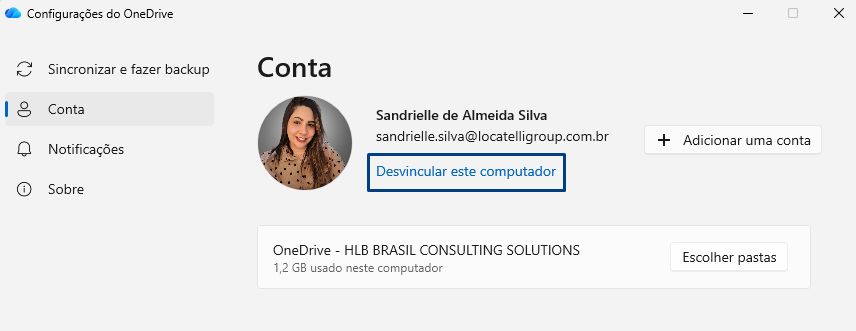 Configurações do OneDrive
Sincronizar e fazer backup
Conta
Notificações
Sobre
Conta
Sandrielle de Almeida Silva
sandrielle.silva@locatelligroup.com.br
Desvincular este computador
Adicionar uma conta
OneDrive - HLB BRASIL CONSULTING SOLUTIONS
1,2 GB usado neste computador
Escolher pastas